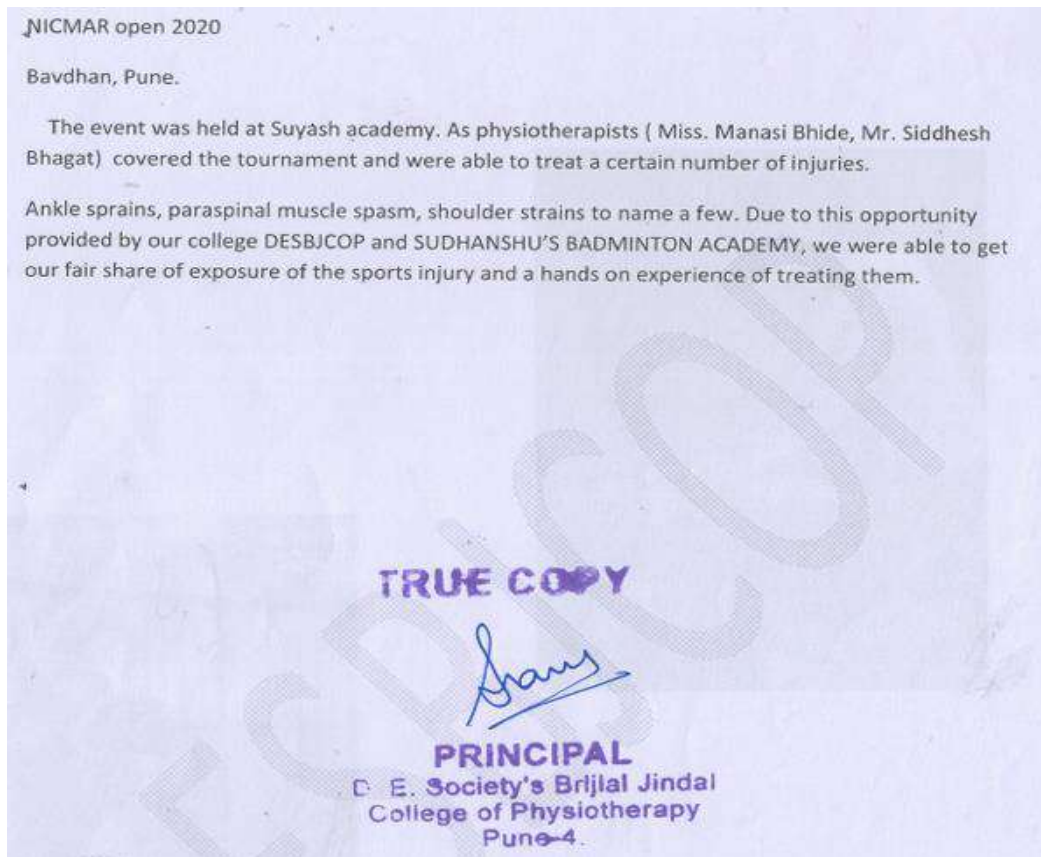 NICMAR open 2020
Bavdhan, Pune.
The event was held at Suyash academy. As physiotherapists ( Miss. Manasi Bhide, Mr. Siddhesh
Bhagat) covered the tournament and were able to treat a certain number of injuries.
Ankle sprains, paraspinal muscle spasm, shoulder strains to name a few. Due to this opportunity
provided by our college DESBJCOP and SUDHANSHU'S BADMINTON ACADEMY, we were able to get
our fair share of exposure of the sports injury and a hands on experience of treating them.
TRUE COPY
PRINCIPAL
D E. Society's Brijlal Jindal
College of Physiotherapy
Pune-4.